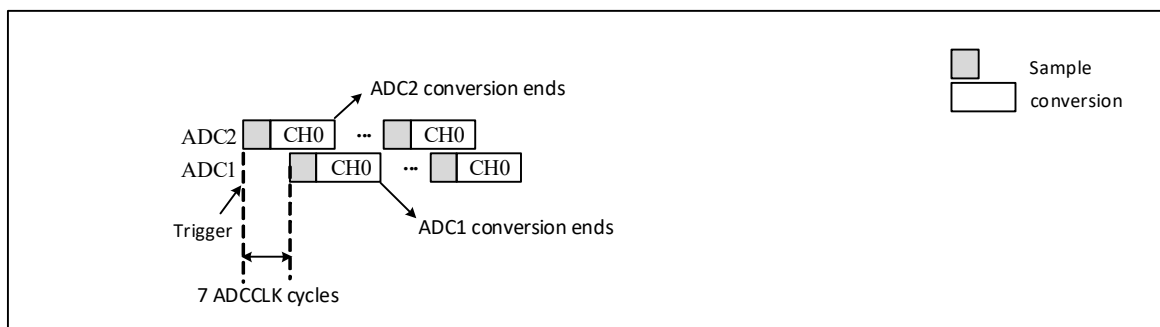 Sample
conversion
ADC2 conversion ends
ADC2 CH0 ... CH0
ADC1 CH0 ... CH0
Trigger
ADC1 conversion ends
7 ADCCLK cycles